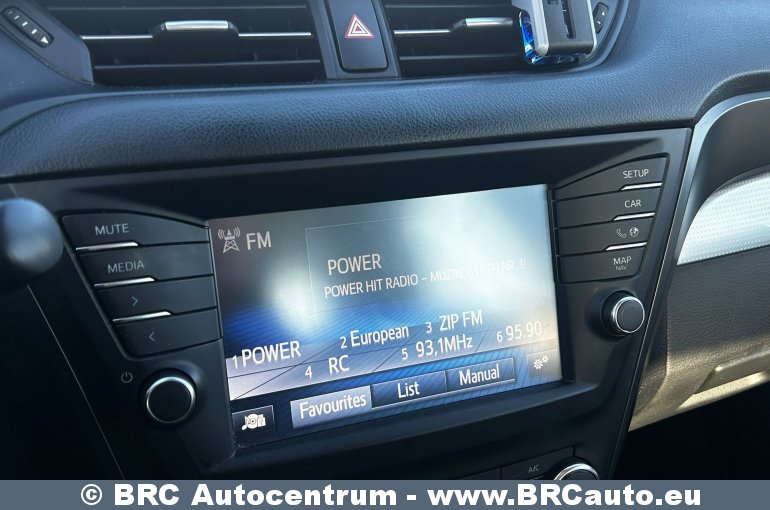 MUTE
MEDIA
>
<
FM
POWER
POWER HIT RADIO – MUZIKOS HITAI NR. 1!
1 POWER
2 European
3 ZIP FM
4 RC
5 93,1MHz
6 95.90
Favourites
List
Manual
SETUP
CAR
MAP
NAV
A/C
© BRC Autocentrum - www.BRCauto.eu